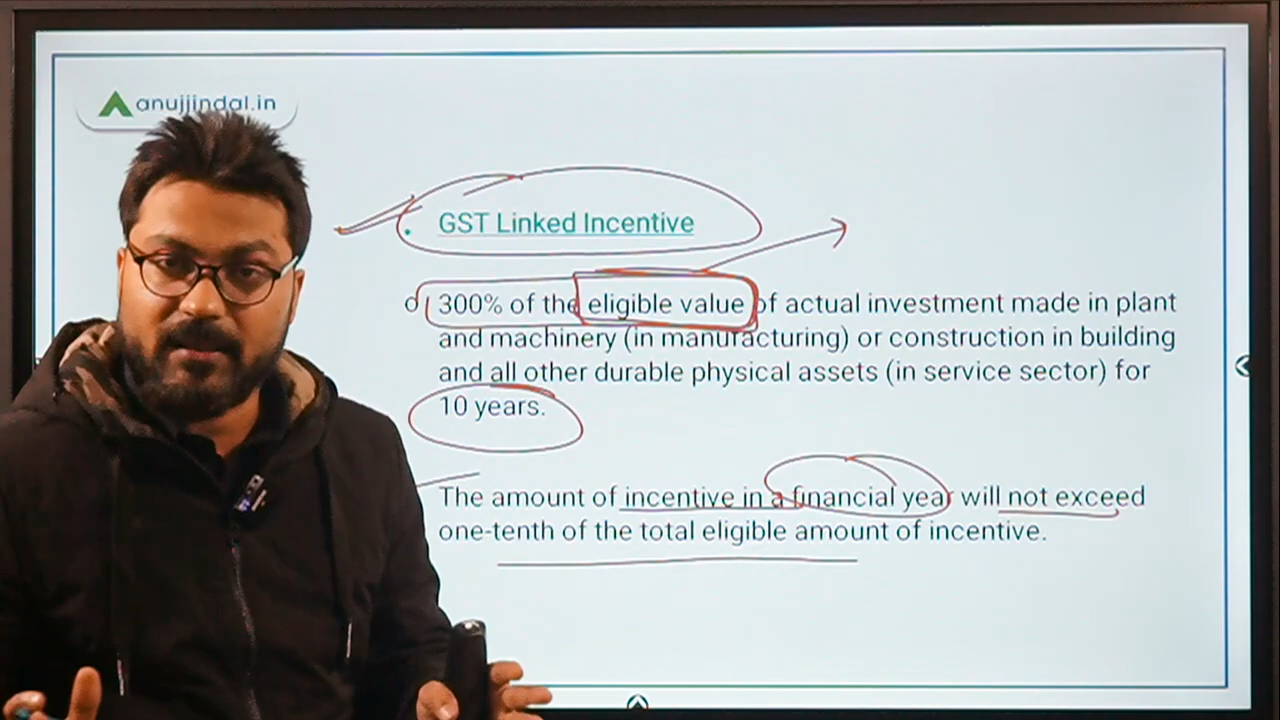 anujjindal.in
GST Linked Incentive
300% of the eligible value of actual investment made in plant
and machinery (in manufacturing) or construction in building
and all other durable physical assets (in service sector) for
10 years.
The amount of incentive in a financial year will not exceed
one-tenth of the total eligible amount of incentive.